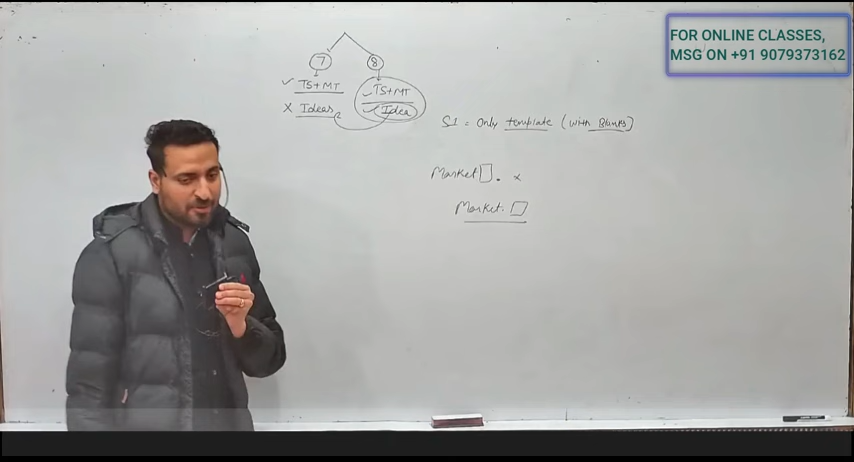 FOR ONLINE CLASSES,
MSG ON +91 9079373162
7 8
✓ TS+MT
✓ TS+MT
X Ideas
✓ Idea
S1 = Only template (with Blanks)
Market □. x
Market. □